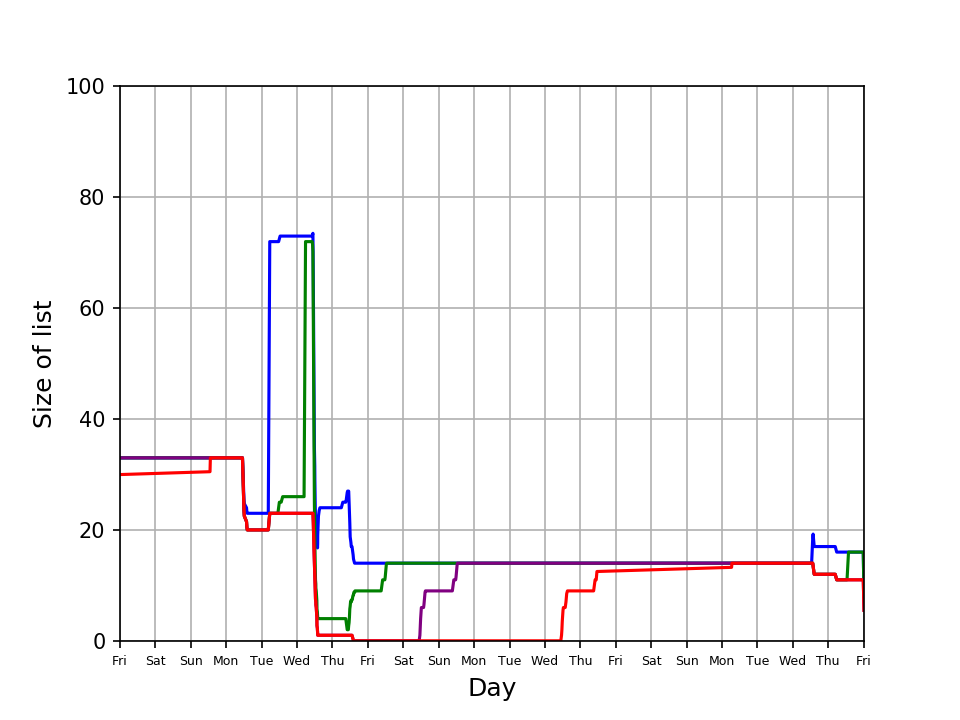 100
80
60
40
20
0
Size of list
Fri Sat Sun Mon Tue Wed Thu Fri Sat Sun Mon Tue Wed Thu Fri Sat Sun Mon Tue Wed Thu Fri
Day